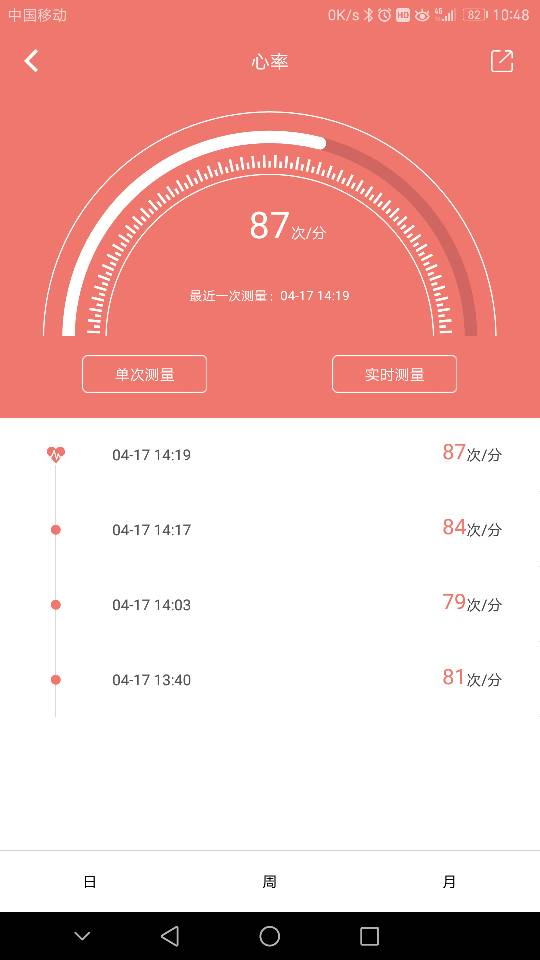 中国移动 0K/s HD 4G 82 10:48
心率
87次/分
最近一次测量：04-17 14:19
单次测量 实时测量
04-17 14:19 87次/分
04-17 14:17 84次/分
04-17 14:03 79次/分
04-17 13:40 81次/分
日 周 月